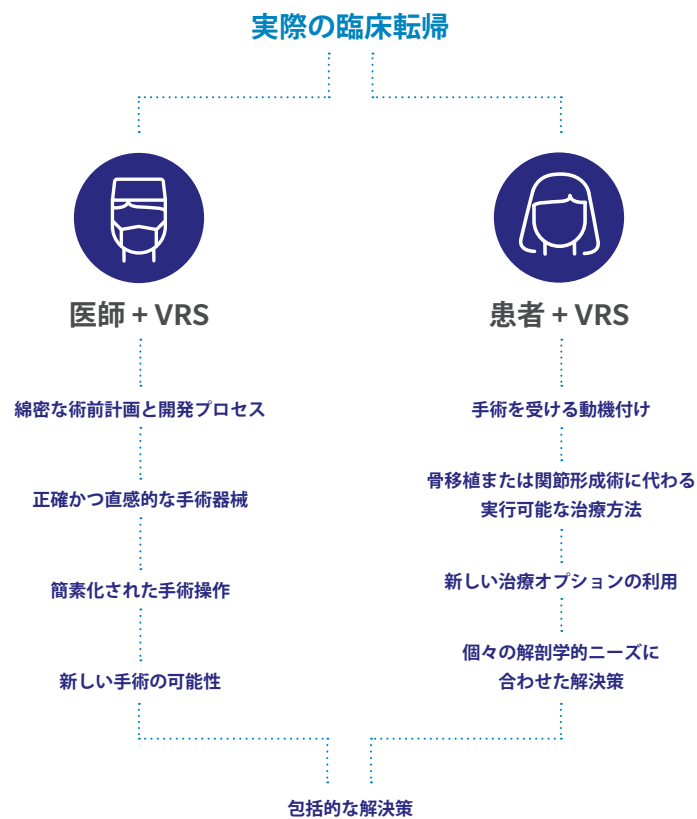 実際の臨床転帰
医師 + VRS
綿密な術前計画と開発プロセス
正確かつ直感的な手術器械
簡素化された手術操作
新しい手術の可能性
患者 + VRS
手術を受ける動機付け
骨移植または関節形成術に代わる
実行可能な治療方法
新しい治療オプションの利用
個々の解剖学的ニーズに
合わせた解決策
包括的な解決策